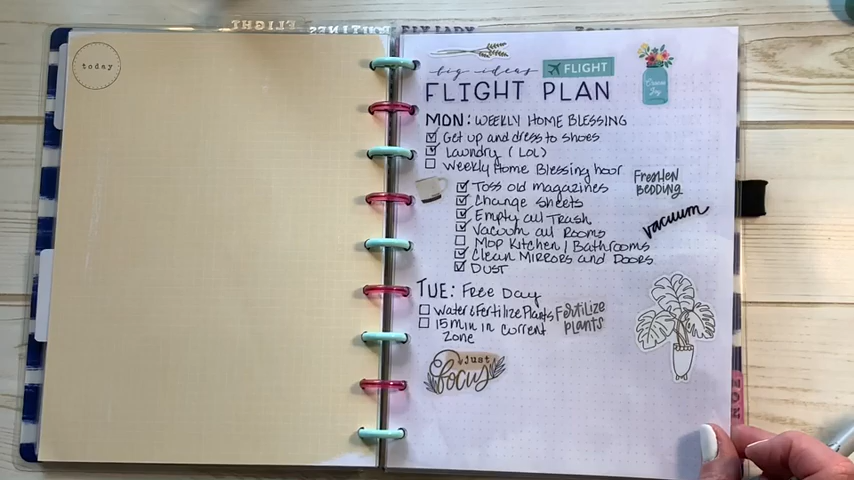 today
big ideas
FLIGHT
FLIGHT PLAN
MON: WEEKLY HOME BLESSING
Get up and dress to shoes
Laundry (LOL)
Weekly Home Blessing hour
Toss old magazines
Change sheets
Empty all Trash
Vacuum all Rooms
Mop Kitchen / Bathrooms
Clean Mirrors and Doors
Dust
FRESHEN
BEDDING
vacuum
TUE: Free Day
Water & Fertilize Plants
15 min in current
zone
Fertilize
plants
just
focus